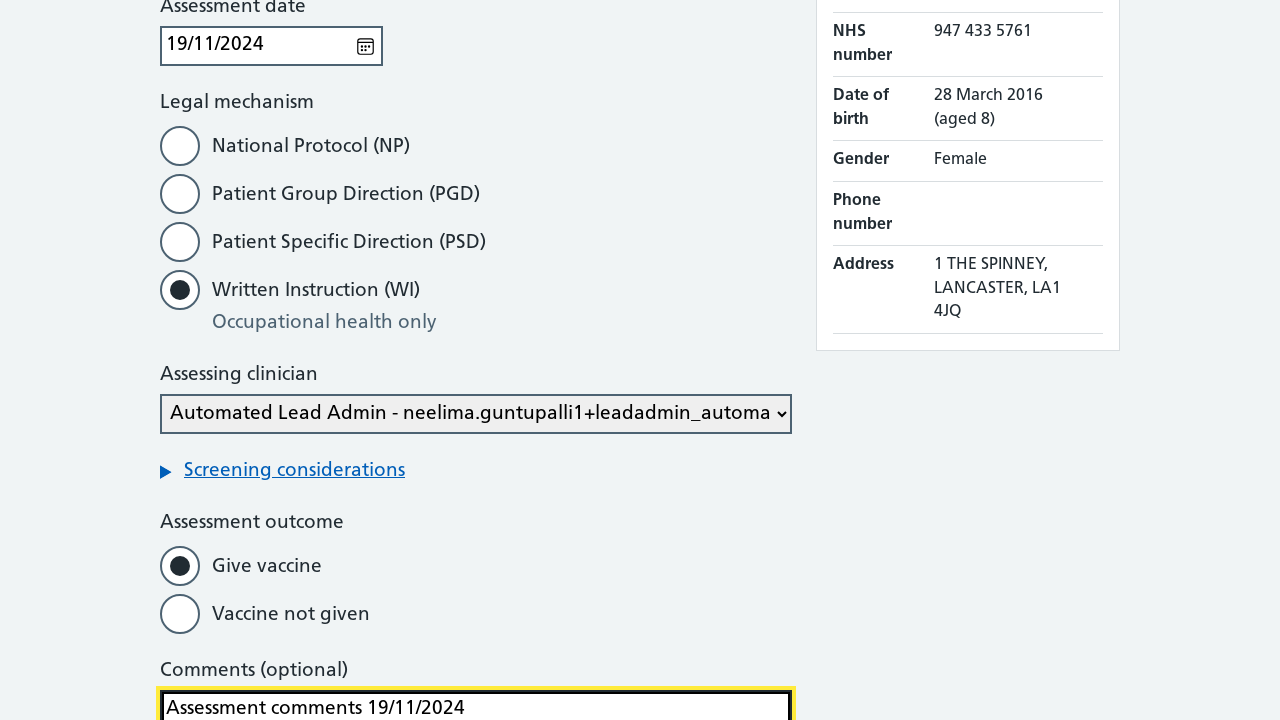 Assessment date
19/11/2024
Legal mechanism
National Protocol (NP)
Patient Group Direction (PGD)
Patient Specific Direction (PSD)
Written Instruction (WI)
Occupational health only
Assessing clinician
Automated Lead Admin - neelima.guntupalli1+leadadmin_automa
Screening considerations
Assessment outcome
Give vaccine
Vaccine not given
Comments (optional)
Assessment comments 19/11/2024
NHS number
947 433 5761
Date of birth
28 March 2016
(aged 8)
Gender
Female
Phone number
Address
1 THE SPINNEY,
LANCASTER, LA1
4JQ